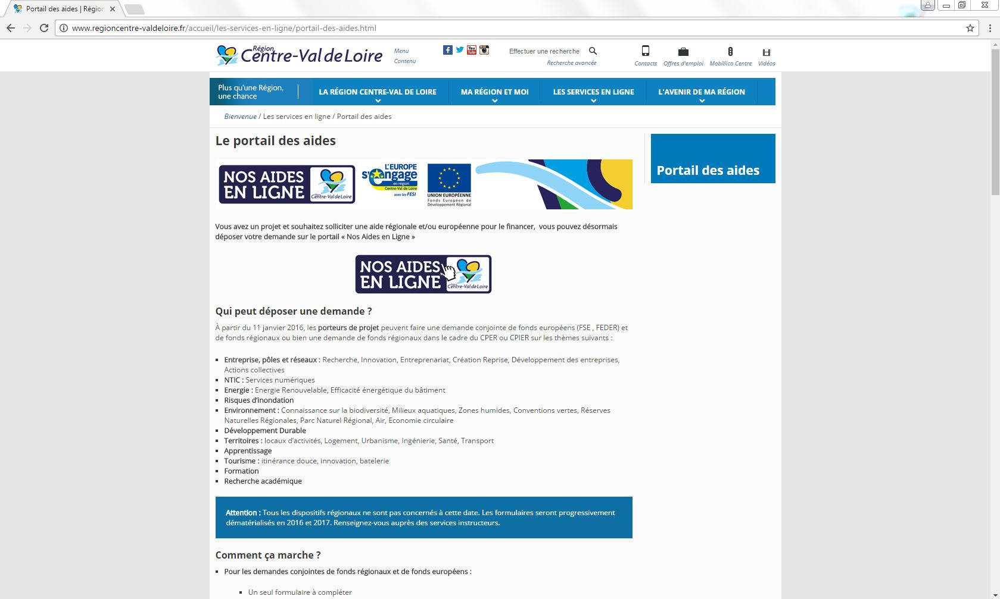 Portail des aides | Région
www.regioncentre-valdeloire.fr/accueil/les-services-en-ligne/portail-des-aides.html
Région
Centre-Val de Loire
Menu
Contenu
You
Tube
Effectuer une recherche
Recherche avancée
Contacts
Offres d'emploi
Mobillico Centre
Vidéos
Plus qu'une Région,
une chance
LA RÉGION CENTRE-VAL DE LOIRE
MA RÉGION ET MOI
LES SERVICES EN LIGNE
L'AVENIR DE MA RÉGION
Bienvenue / Les services en ligne / Portail des aides
Le portail des aides
Portail des aides
NOS AIDES
EN LIGNE
Centre-Val de Loire
L'EUROPE
s'engage
en région
Centre-Val de Loire
avec les FESI
UNION EUROPÉENNE
Fonds Européen de
Développement Régional
Vous avez un projet et souhaitez solliciter une aide régionale et/ou européenne pour le financer,  vous pouvez désormais
déposer votre demande sur le portail « Nos Aides en Ligne »
NOS AIDES
EN LIGNE
Centre-Val de Loire
Qui peut déposer une demande ?
À partir du 11 janvier 2016, les porteurs de projet peuvent faire une demande conjointe de fonds européens (FSE , FEDER) et
de fonds régionaux ou bien une demande de fonds régionaux dans le cadre du CPER ou CPIER sur les thèmes suivants :
Entreprise, pôles et réseaux : Recherche, Innovation, Entreprenariat, Création Reprise, Développement des entreprises,
Actions collectives
NTIC : Services numériques
Energie : Energie Renouvelable, Efficacité énergétique du bâtiment
Risques d'inondation
Environnement : Connaissance sur la biodiversité, Milieux aquatiques, Zones humides, Conventions vertes, Réserves
Naturelles Régionales, Parc Naturel Régional, Air, Economie circulaire
Développement Durable
Territoires : locaux d'activités, Logement, Urbanisme, Ingénierie, Santé, Transport
Apprentissage
Tourisme : itinérance douce, innovation, batelerie
Formation
Recherche académique
Attention : Tous les dispositifs régionaux ne sont pas concernés à cette date. Les formulaires seront progressivement
dématérialisés en 2016 et 2017. Renseignez-vous auprès des services instructeurs.
Comment ça marche ?
Pour les demandes conjointes de fonds régionaux et de fonds européens :
Un seul formulaire à compléter